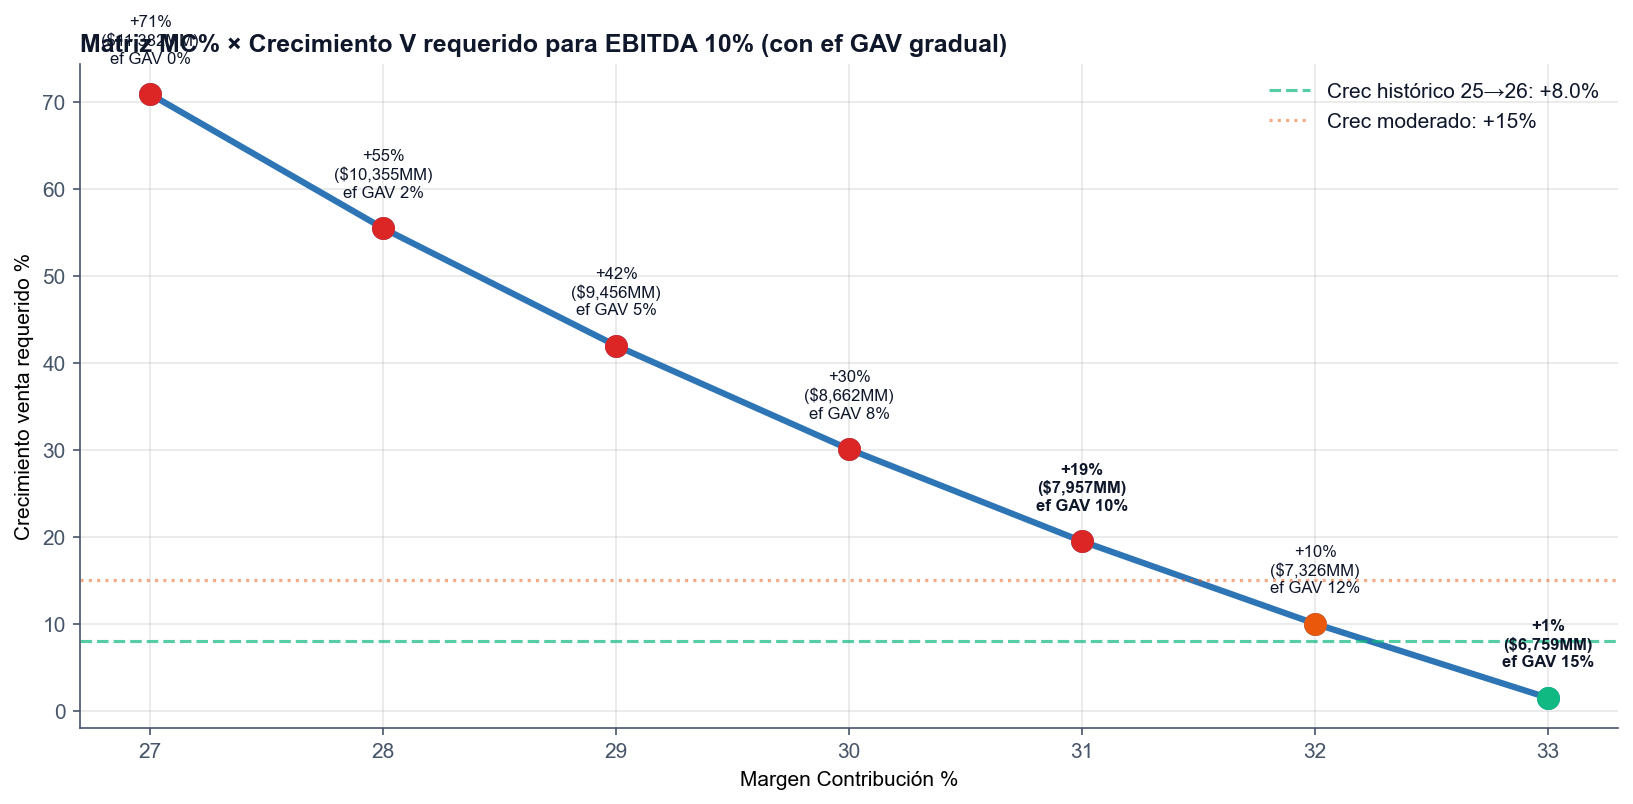 +71%
ef GAV 0%
Matriz MC% × Crecimiento V requerido para EBITDA 10% (con ef GAV gradual)
Crec histórico 25→26: +8.0%
Crec moderado: +15%
+55%
($10,355MM)
ef GAV 2%
+42%
($9,456MM)
ef GAV 5%
+30%
($8,662MM)
ef GAV 8%
+19%
($7,957MM)
ef GAV 10%
+10%
($7,326MM)
ef GAV 12%
+1%
($6,759MM)
ef GAV 15%
Crecimiento venta requerido %
70
60
50
40
30
20
10
0
27
28
29
30
31
32
33
Margen Contribución %